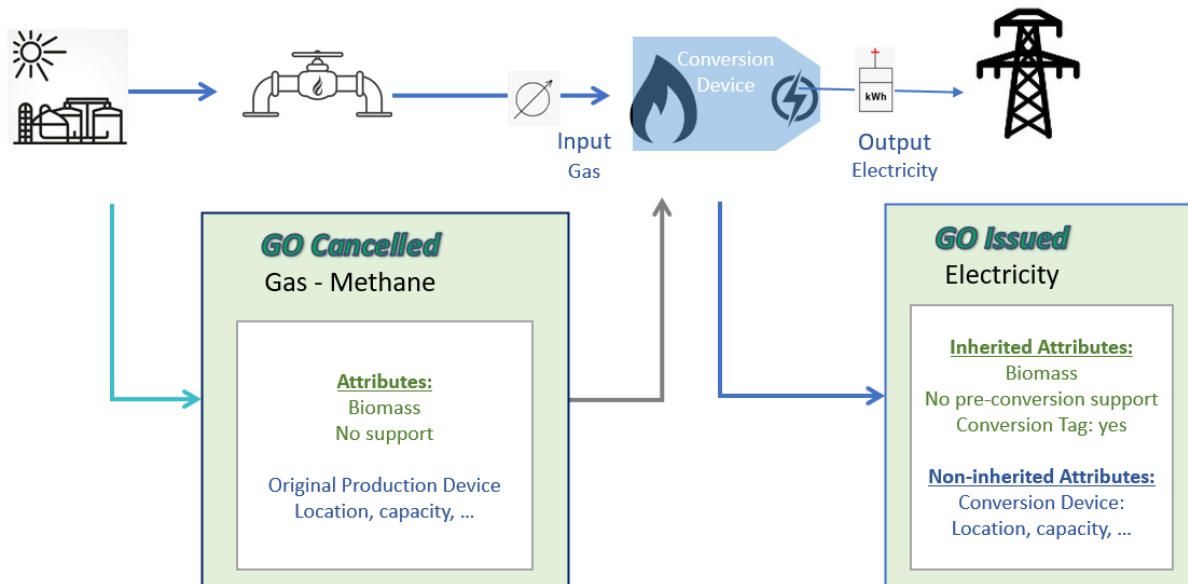 Conversion
Device
kWh
Input
Gas
Output
Electricity
GO Cancelled
Gas - Methane
Attributes:
Biomass
No support
Original Production Device
Location, capacity, ...
GO Issued
Electricity
Inherited Attributes:
Biomass
No pre-conversion support
Conversion Tag: yes
Non-inherited Attributes:
Conversion Device:
Location, capacity, ...